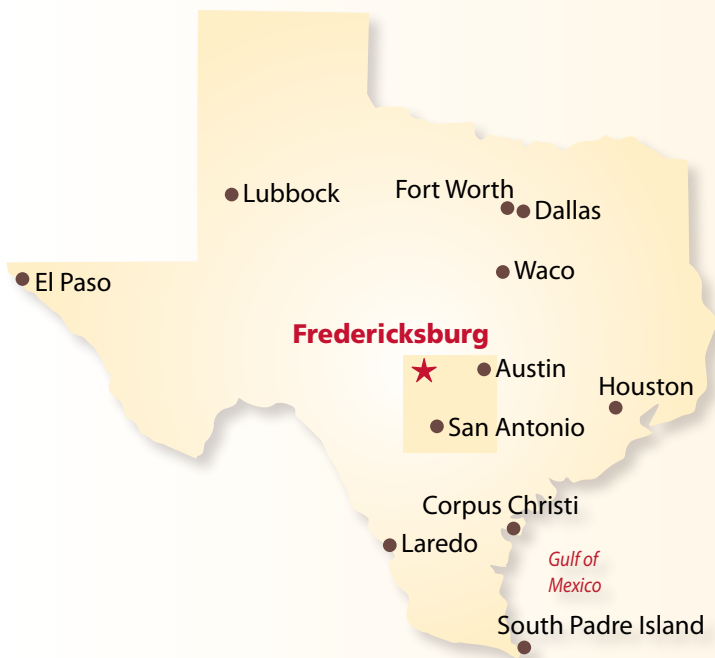 Lubbock
Fort Worth
Dallas
El Paso
Waco
Fredericksburg
Austin
Houston
San Antonio
Corpus Christi
Laredo
Gulf of
Mexico
South Padre Island